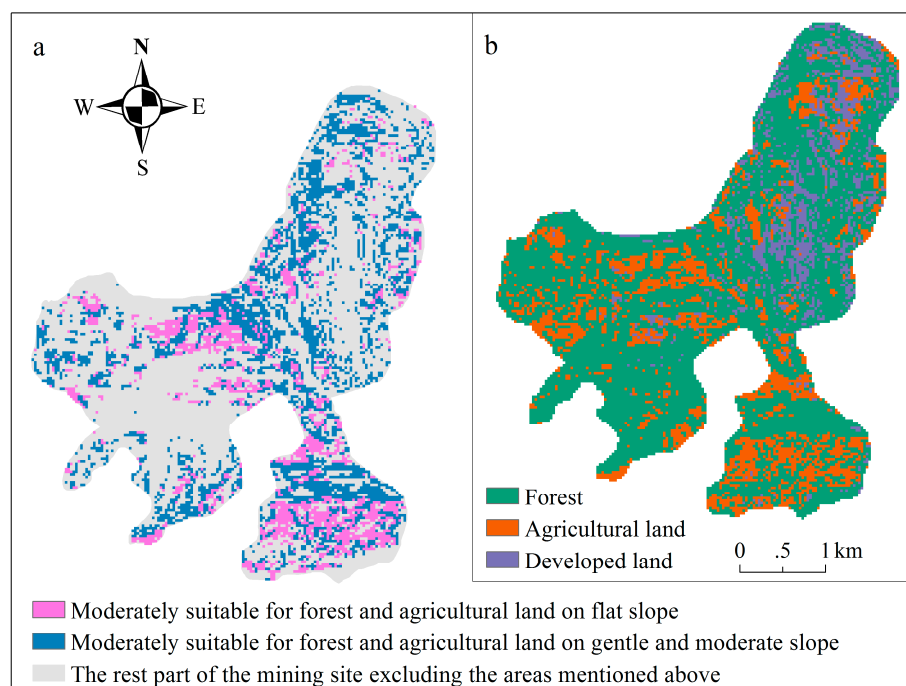 a
N
W E
S
b
Forest
Agricultural land
Developed land
0 .5 1 km
Moderately suitable for forest and agricultural land on flat slope
Moderately suitable for forest and agricultural land on gentle and moderate slope
The rest part of the mining site excluding the areas mentioned above